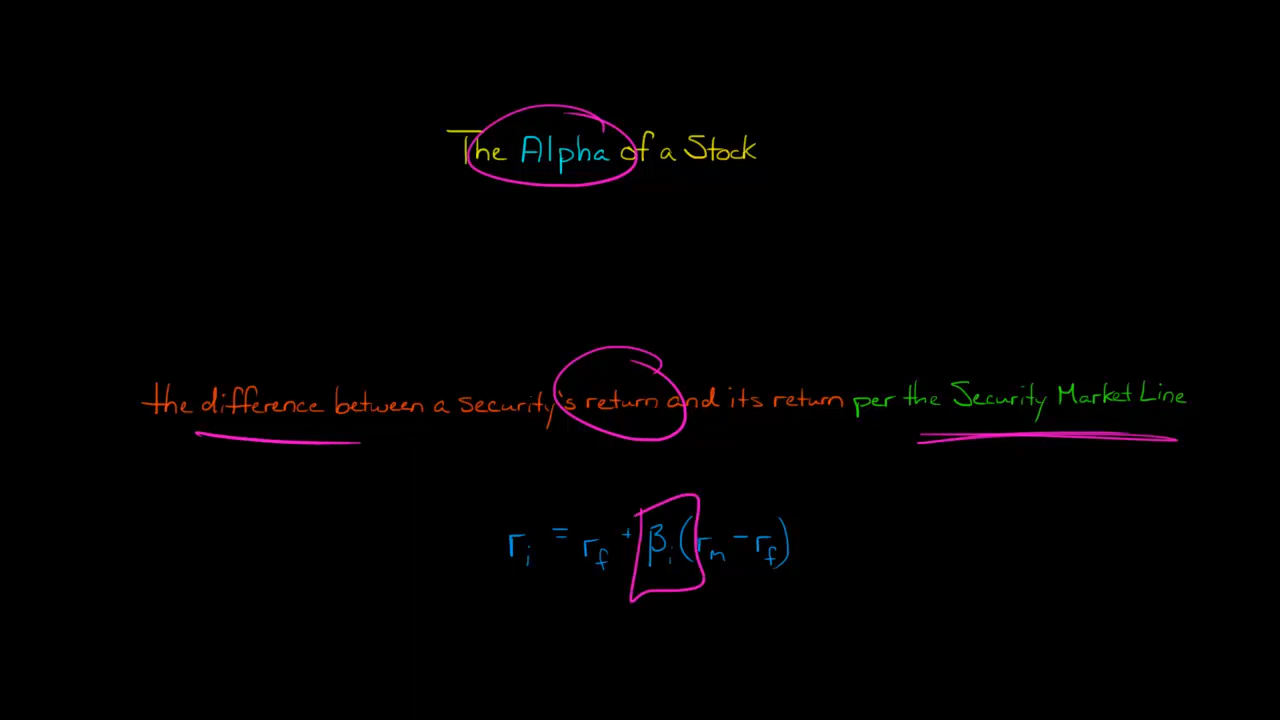 The Alpha of a Stock
the difference between a security's return and its return per the Security Market Line
rᵢ = r_f + βᵢ(r_m - r_f)